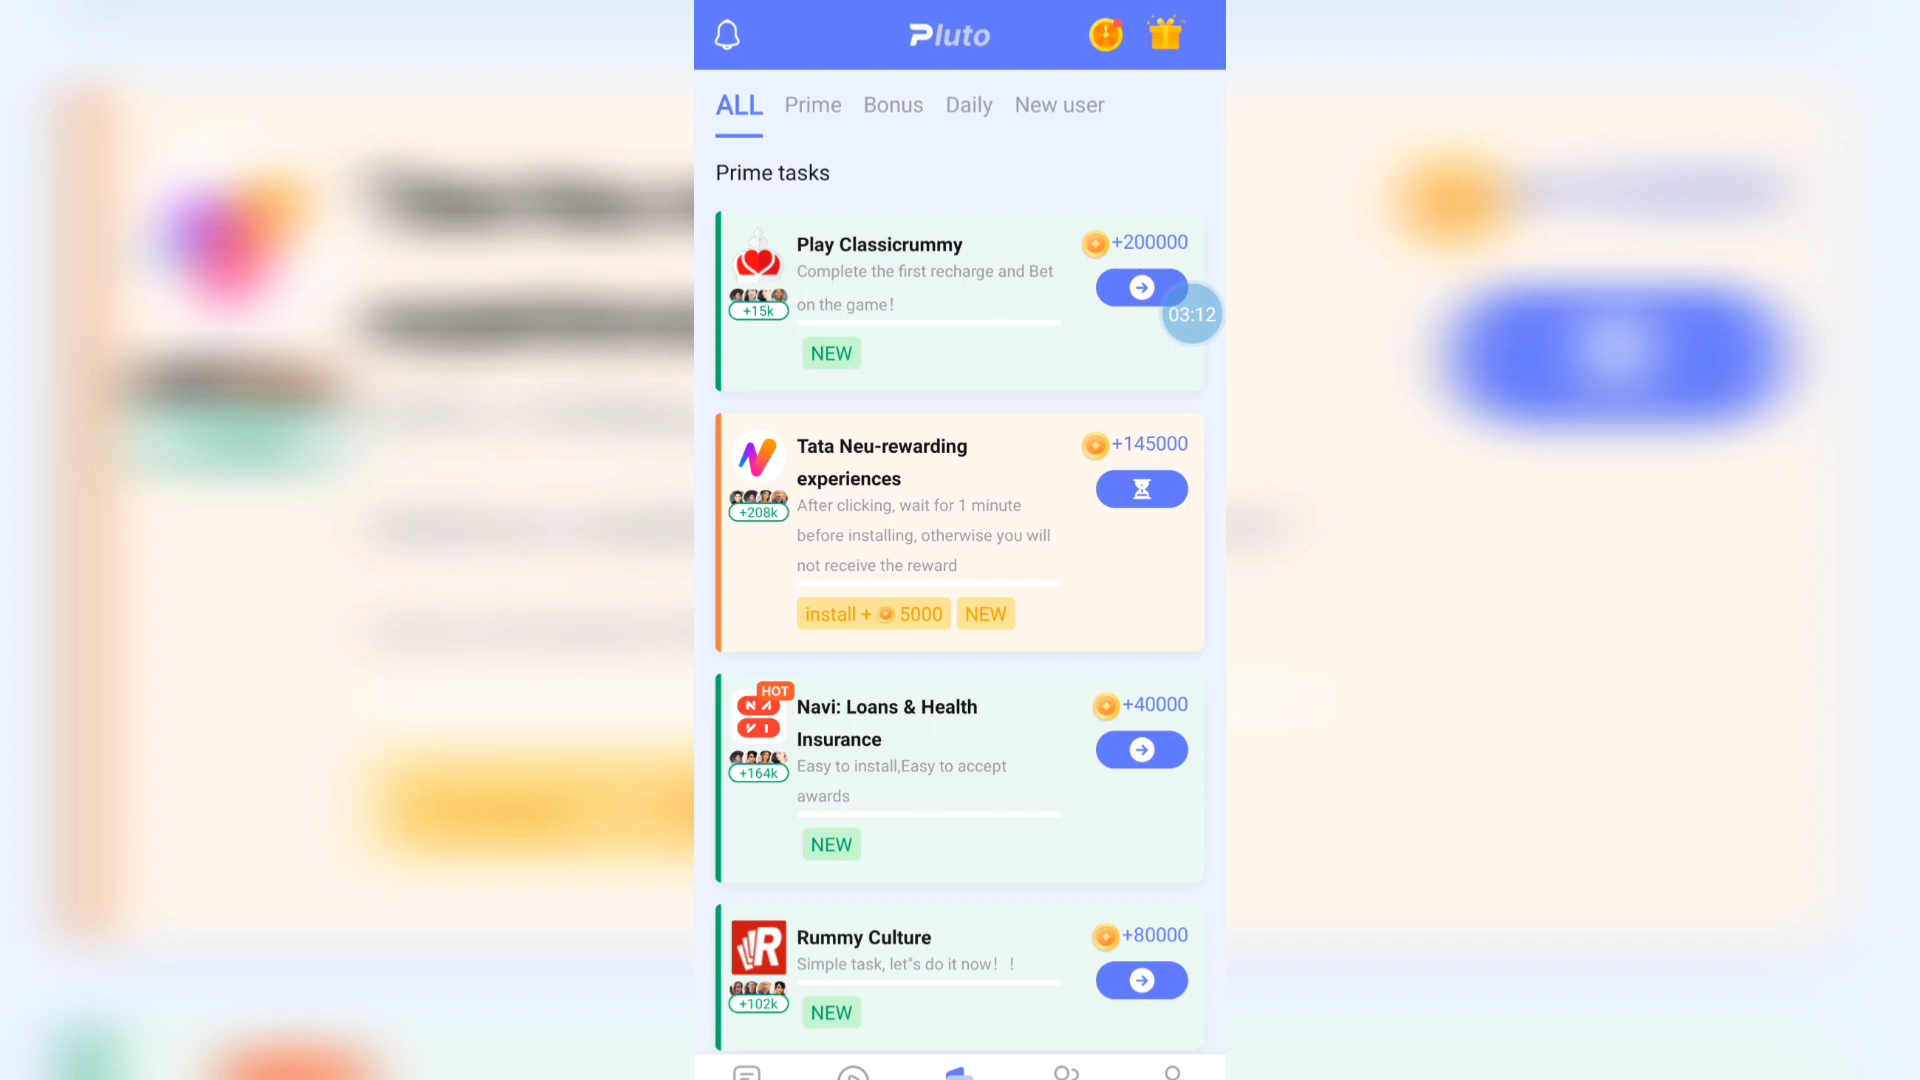 Pluto
ALL Prime Bonus Daily New user
Prime tasks
Play Classicrummy
+200000
Complete the first recharge and Bet
on the game!
+15k
03:12
NEW
Tata Neu-rewarding
experiences
+145000
After clicking, wait for 1 minute
before installing, otherwise you will
not receive the reward
+208k
install + 5000 NEW
HOT
NAVI
Navi: Loans & Health
Insurance
+40000
Easy to install,Easy to accept
awards
+164k
NEW
R
Rummy Culture
+80000
Simple task, let"s do it now！！
+102k
NEW